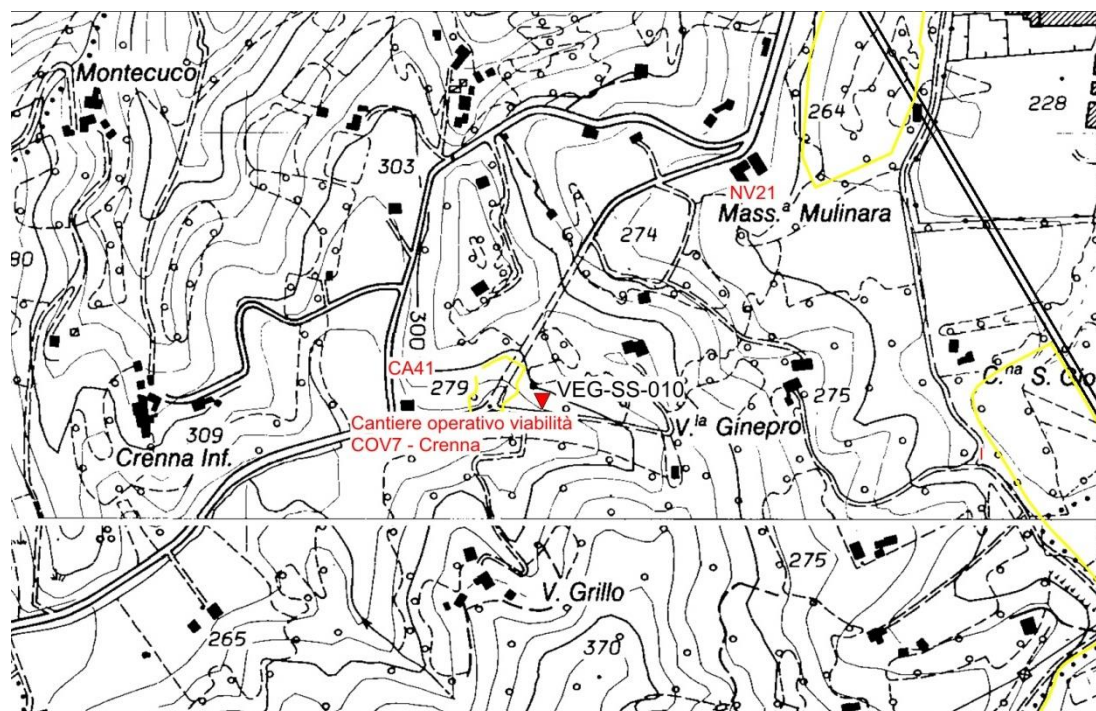 Montecuco
264
228
303
NV21
Mass.ª Mulinara
274
80
300
CA41
279
VEG-SS-010
C.na S. Gio
275
Cantiere operativo viabilità
COV7 - Crenna
V.la Ginepro
309
Crenna Inf.
I
275
V. Grillo
265
370